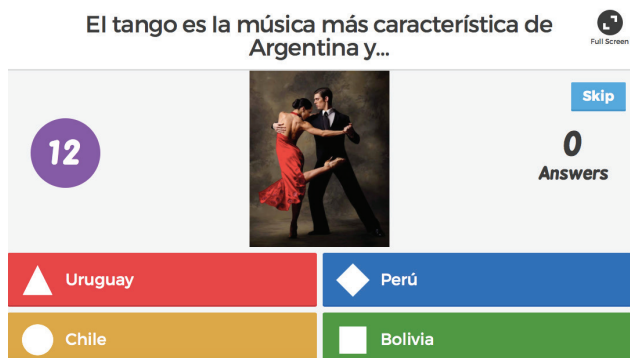 El tango es la música más característica de
Argentina y...
Full Screen
Skip
12
0
Answers
Uruguay
Perú
Chile
Bolivia